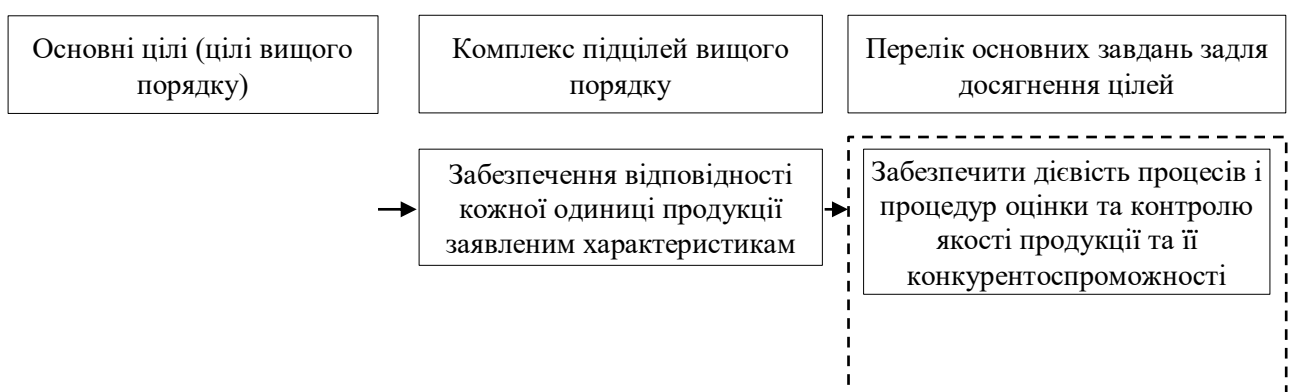 Основні цілі (цілі вищого
порядку)
Комплекс підцілей вищого
порядку
Перелік основних завдань задля
досягнення цілей
Забезпечення відповідності
кожної одиниці продукції
заявленим характеристикам
Забезпечити дієвість процесів і
процедур оцінки та контролю
якості продукції та її
конкурентоспроможності